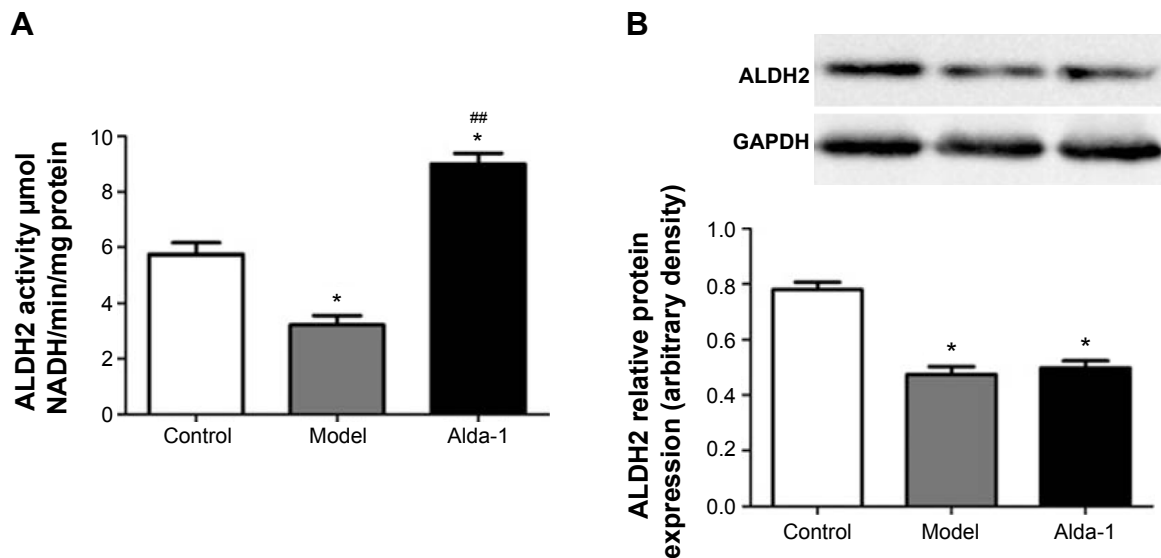 A
ALDH2 activity µmol
NADH/min/mg protein
10
8
6
4
2
0
*
##
*
Control Model Alda-1
B
ALDH2
GAPDH
ALDH2 relative protein
expression (arbitrary density)
1.0
0.8
0.6
0.4
0.2
0.0
* *
Control Model Alda-1